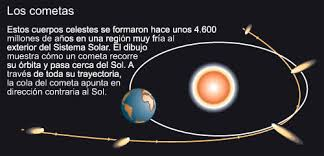 Los cometas
Estos cuerpos celestes se formaron hace unos 4.600
millones de años en una región muy fría al
exterior del Sistema Solar. El dibujo
muestra cómo un cometa recorre
su órbita y pasa cerca del Sol. A
través de toda su trayectoria,
la cola del cometa apunta en
dirección contraria al Sol.